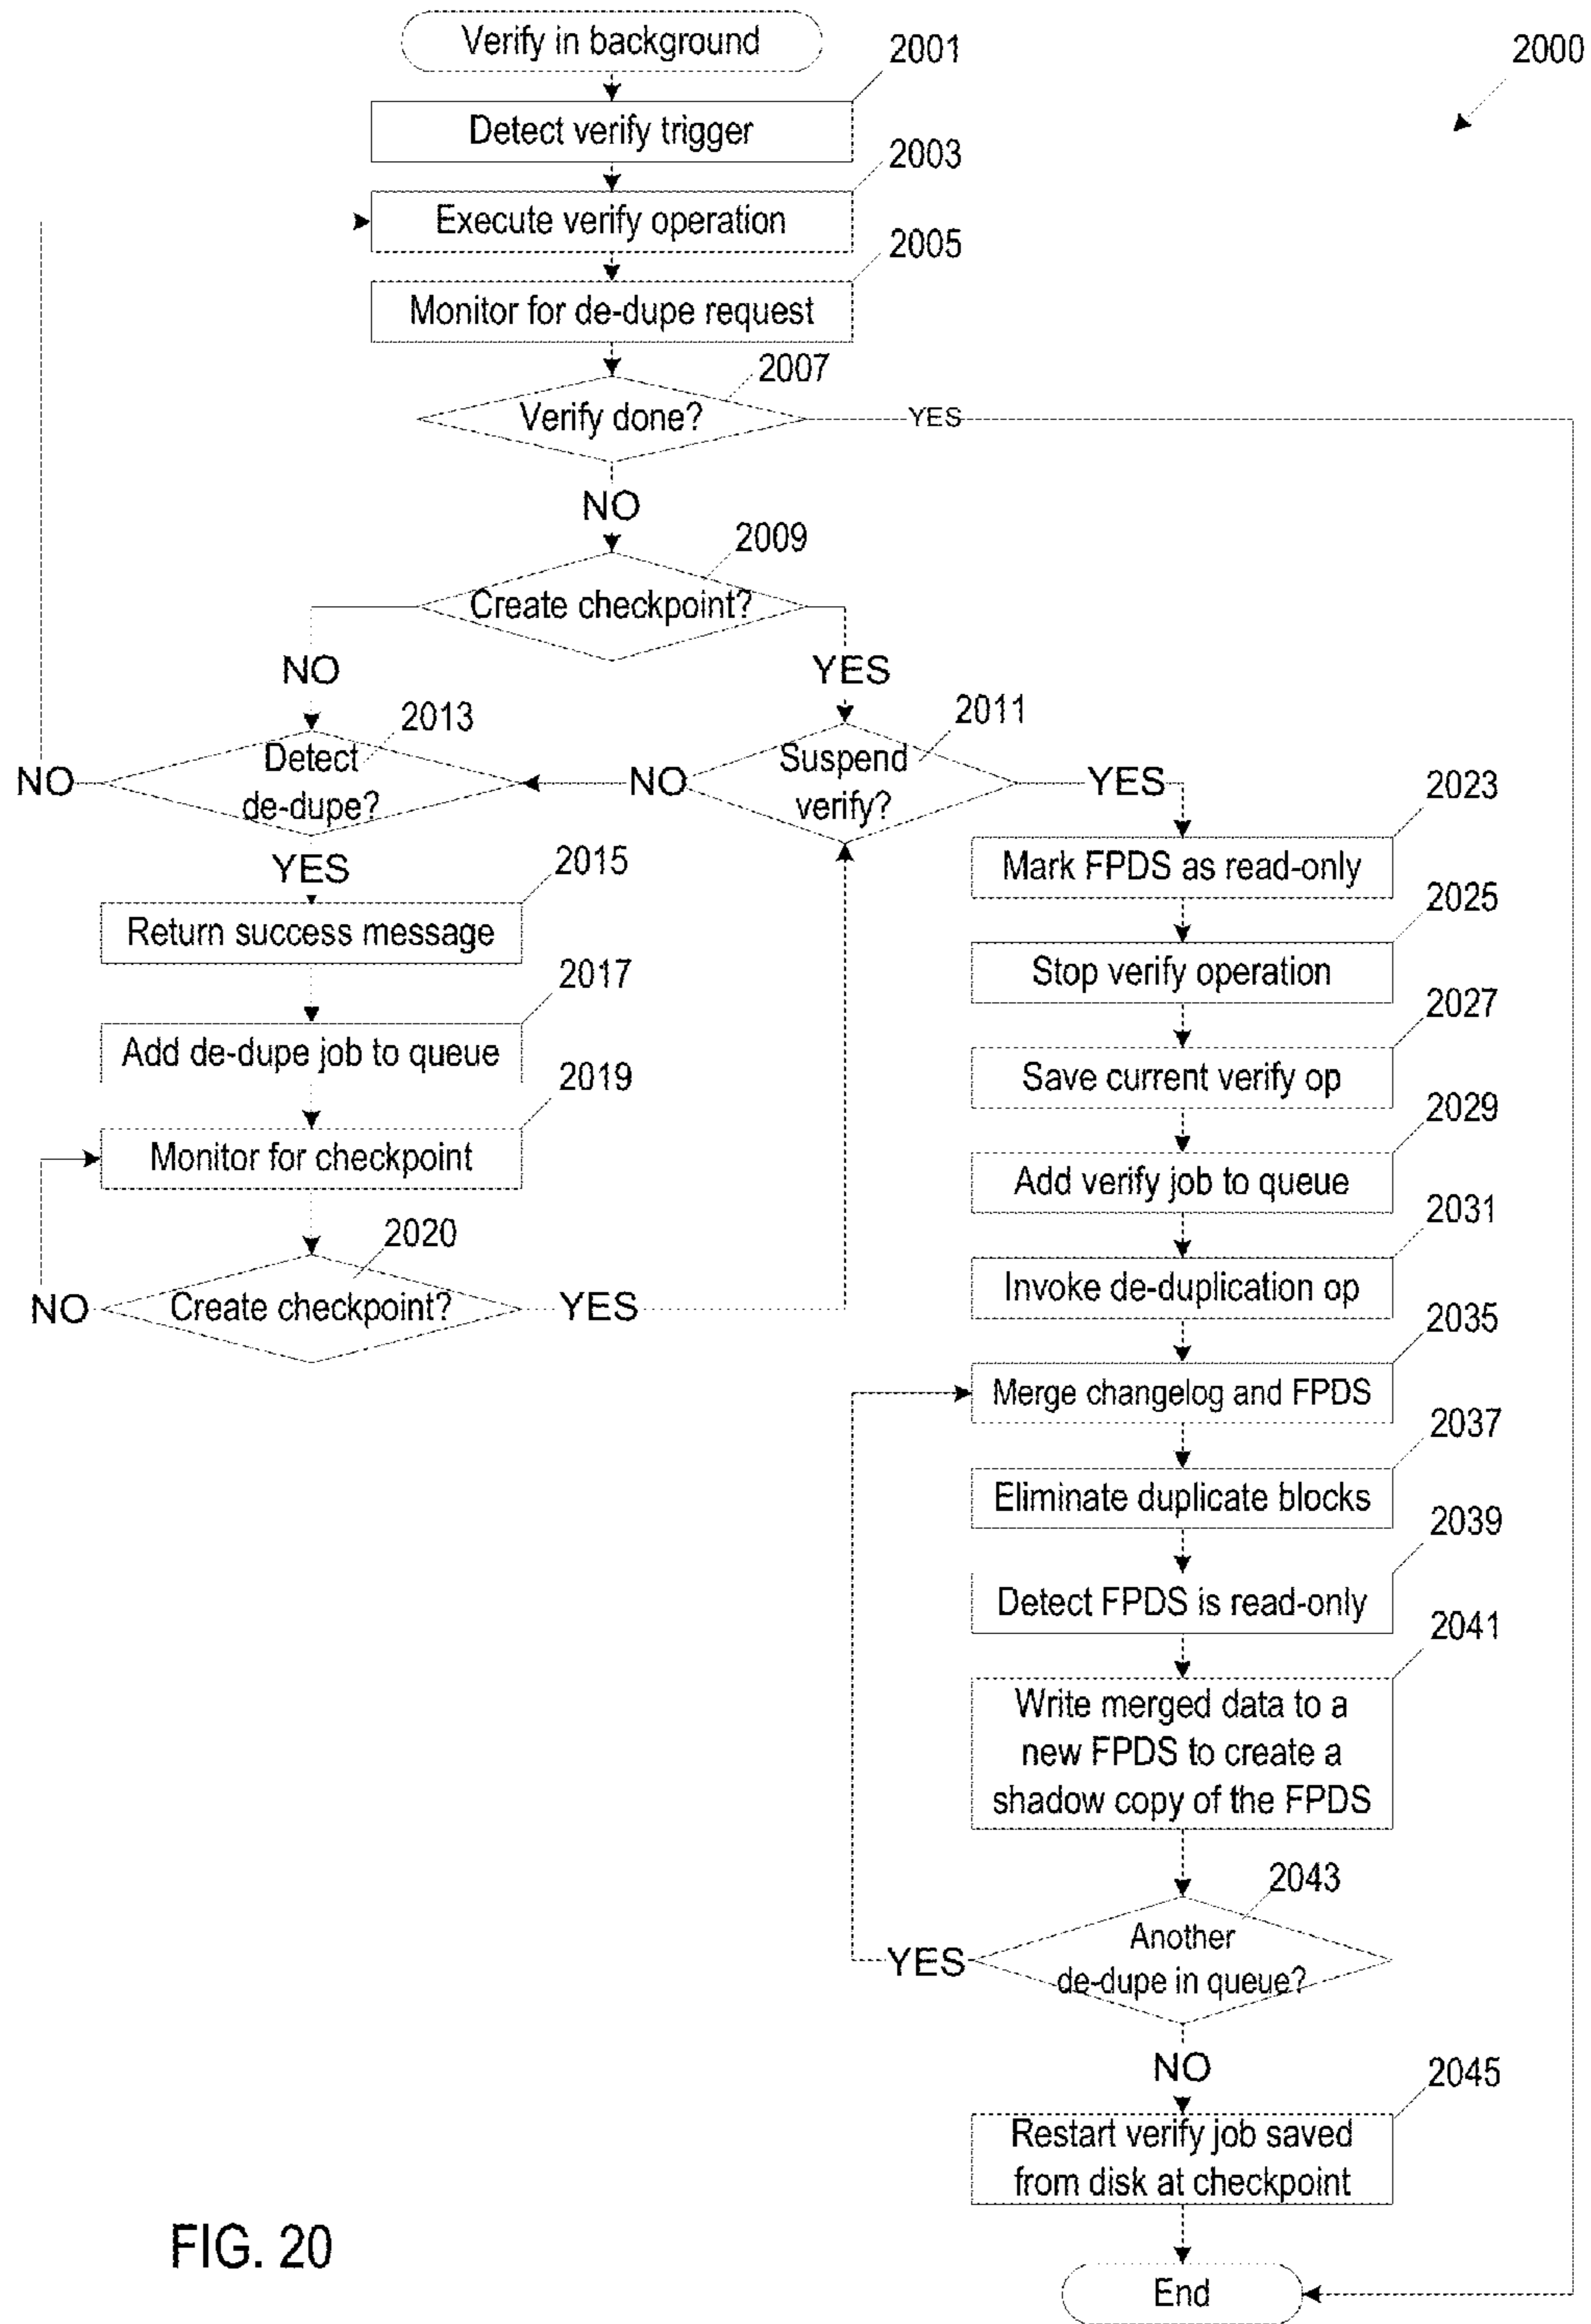 Verify in background
2001
2000
Detect verify trigger
2003
Execute verify operation
2005
Monitor for de-dupe request
2007
Verify done?
YES
NO
2009
Create checkpoint?
NO
YES
2013
2011
Detect
de-dupe?
NO
NO
Suspend
verify?
YES
2023
Mark FPDS as read-only
YES
2015
Return success message
2025
Stop verify operation
2017
Add de-dupe job to queue
2027
Save current verify op
2019
Monitor for checkpoint
2029
Add verify job to queue
2020
Create checkpoint?
NO
YES
2031
Invoke de-duplication op
2035
Merge changelog and FPDS
2037
Eliminate duplicate blocks
2039
Detect FPDS is read-only
2041
Write merged data to a
new FPDS to create a
shadow copy of the FPDS
2043
Another
de-dupe in queue?
YES
NO
2045
Restart verify job saved
from disk at checkpoint
End
FIG. 20